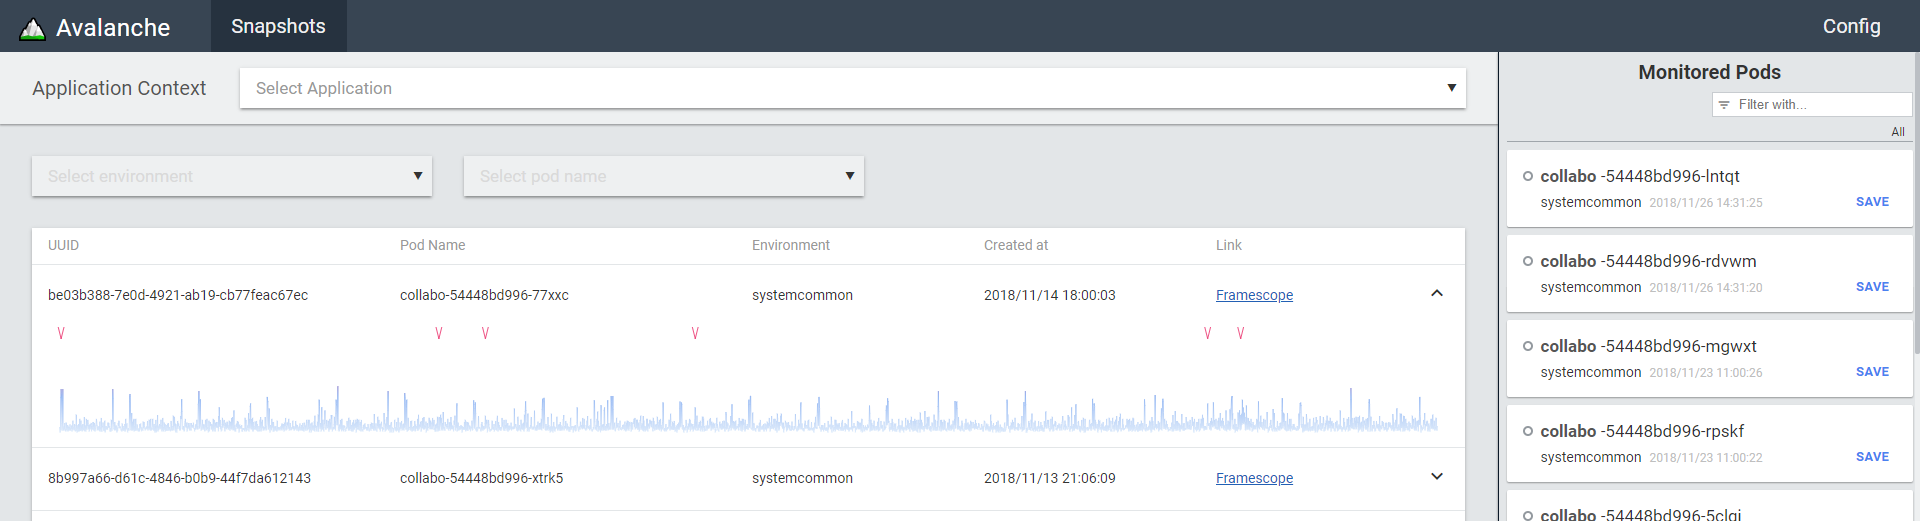 Avalanche
Snapshots
Config
Application Context
Select Application
Select environment
Select pod name
UUID Pod Name Environment Created at Link
be03b388-7e0d-4921-ab19-cb77feac67ec collabo-54448bd996-77xxc systemcommon 2018/11/14 18:00:03 Framescope
8b997a66-d61c-4846-b0b9-44f7da612143 collabo-54448bd996-xtrk5 systemcommon 2018/11/13 21:06:09 Framescope
Monitored Pods
Filter with...
All
collabo -54448bd996-lntqt
systemcommon 2018/11/26 14:31:25 SAVE
collabo -54448bd996-rdvwm
systemcommon 2018/11/26 14:31:20 SAVE
collabo -54448bd996-mgwxt
systemcommon 2018/11/23 11:00:26 SAVE
collabo -54448bd996-rpskf
systemcommon 2018/11/23 11:00:22 SAVE
collabo